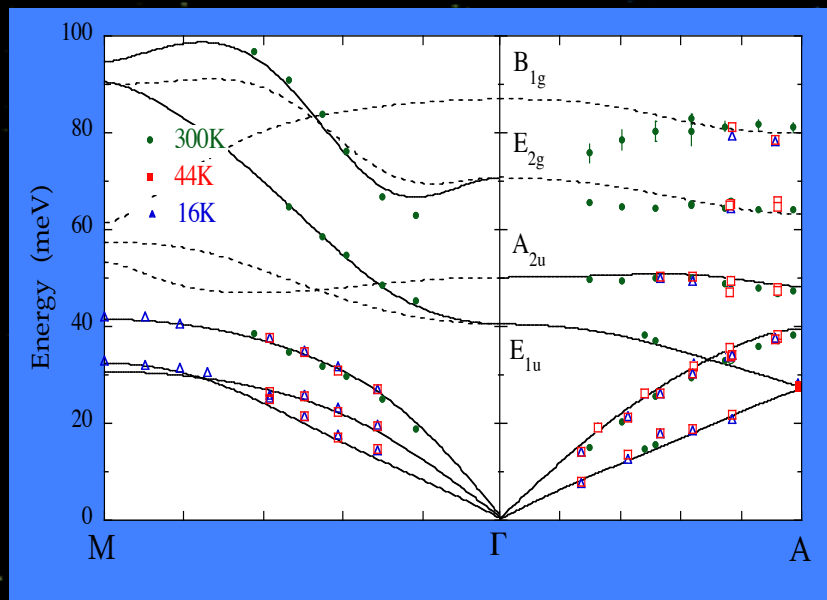 100
80
60
40
20
0
Energy (meV)
300K
44K
16K
B1g
E2g
A2u
E1u
M
Γ
A